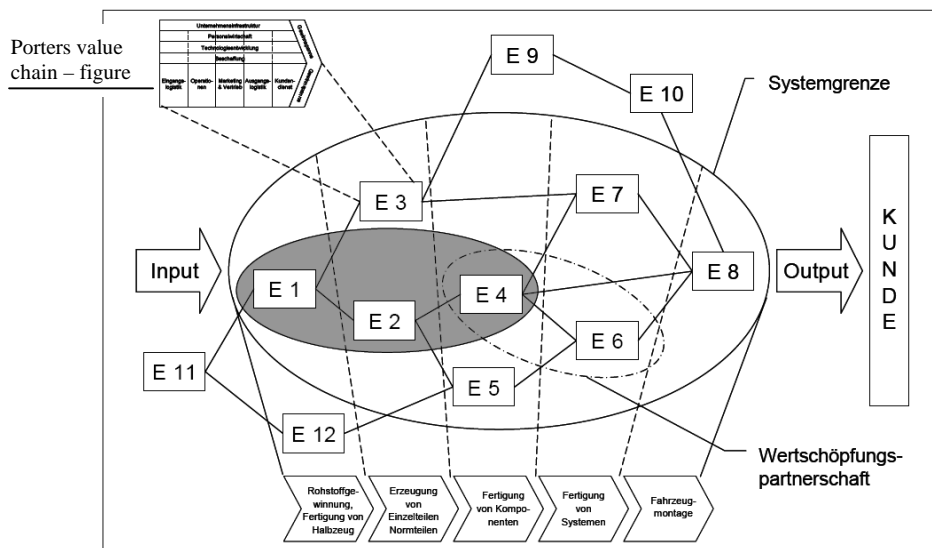 Porters value
chain – figure
Unternehmensinfrastruktur
Personalwirtschaft
Technologieentwicklung
Beschaffung
Eingangs-
logistik
Operatio-
nen
Marketing
& Vertrieb
Ausgangs-
logistik
Kunden-
dienst
E 9
E 10
Systemgrenze
E 3
E 7
K
U
N
D
E
Input
E 1
E 2
E 4
E 8
Output
E 6
E 11
E 5
E 12
Wertschöpfungs-
partnerschaft
Rohstoffge-
winnung,
Fertigung von
Halbzeug
Erzeugung
von
Einzelteilen
Normteilen
Fertigung
von Kompo-
nenten
Fertigung
von
Systemen
Fahrzeug-
montage